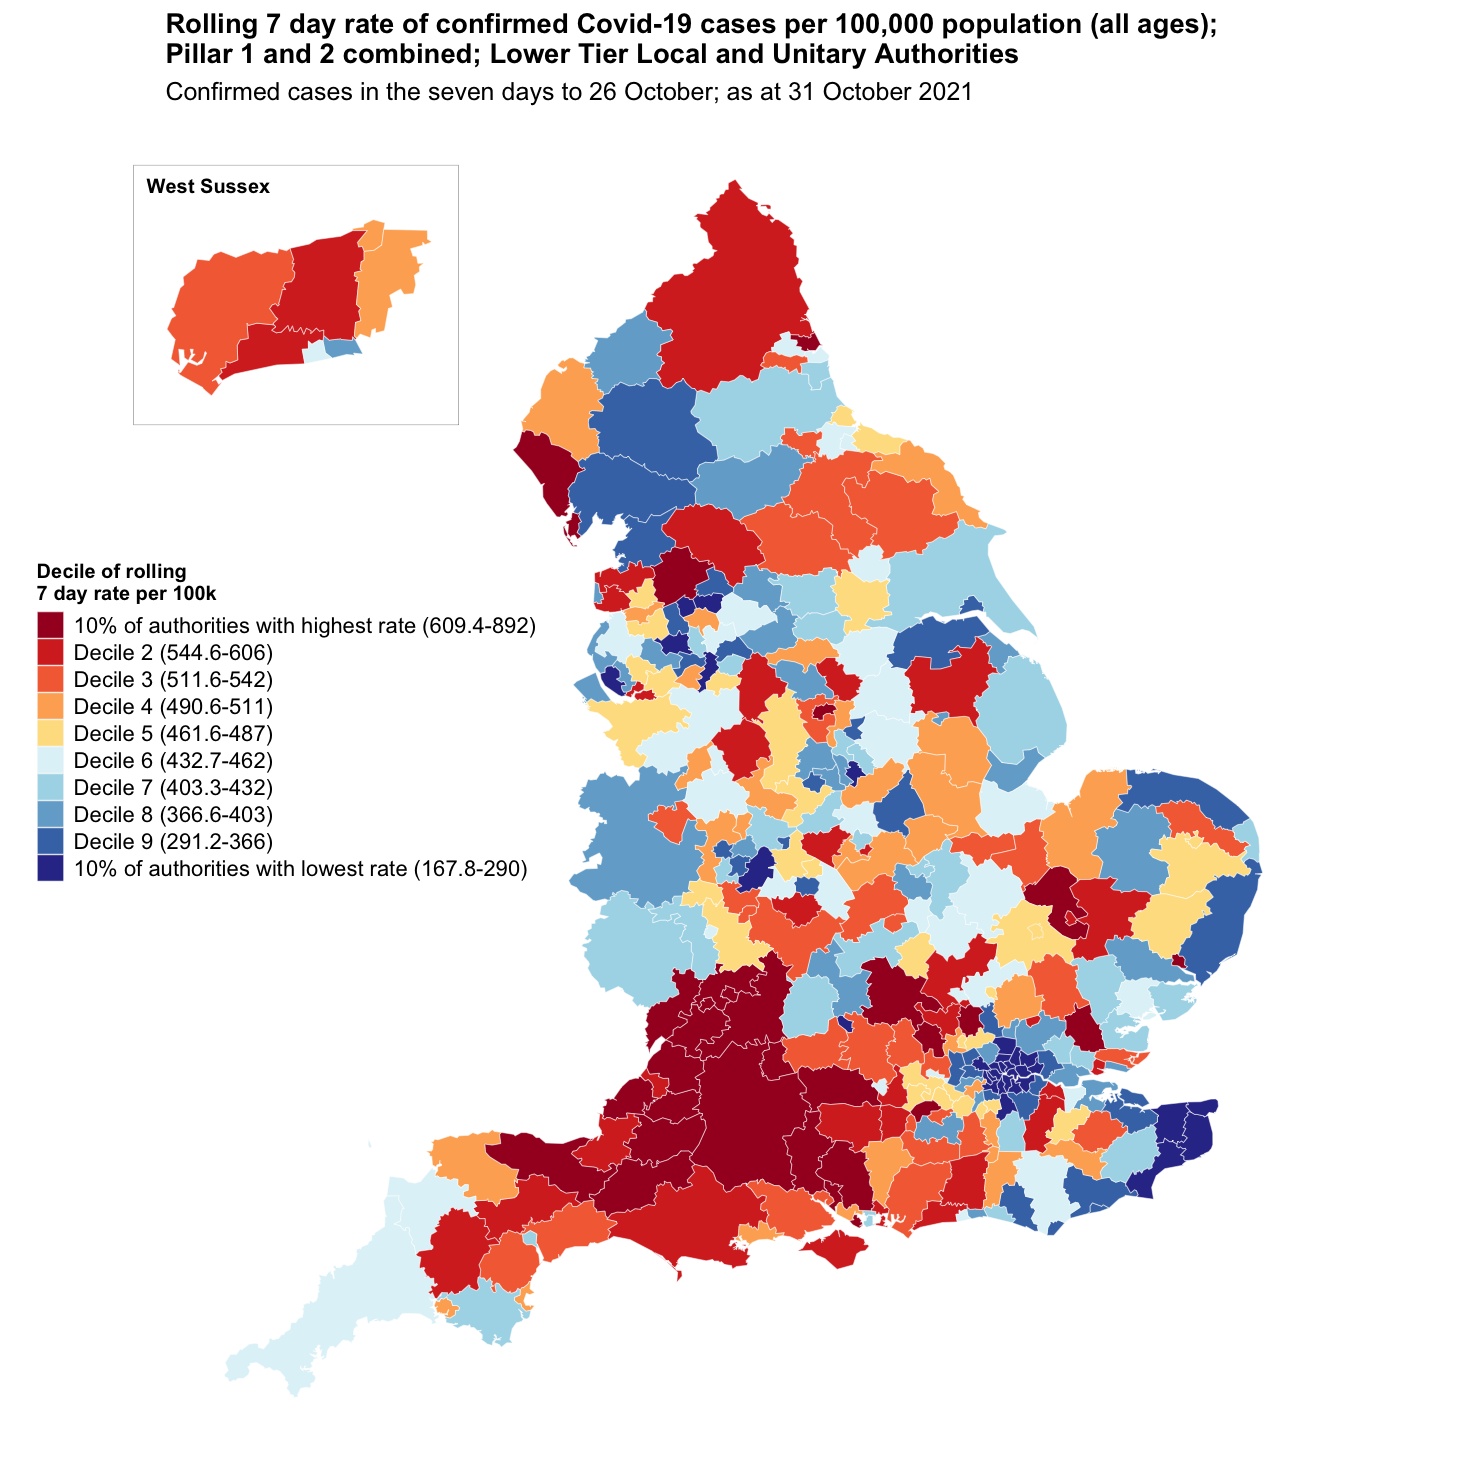 Rolling 7 day rate of confirmed Covid-19 cases per 100,000 population (all ages);
Pillar 1 and 2 combined; Lower Tier Local and Unitary Authorities
Confirmed cases in the seven days to 26 October; as at 31 October 2021
West Sussex
Decile of rolling
7 day rate per 100k
10% of authorities with highest rate (609.4-892)
Decile 2 (544.6-606)
Decile 3 (511.6-542)
Decile 4 (490.6-511)
Decile 5 (461.6-487)
Decile 6 (432.7-462)
Decile 7 (403.3-432)
Decile 8 (366.6-403)
Decile 9 (291.2-366)
10% of authorities with lowest rate (167.8-290)